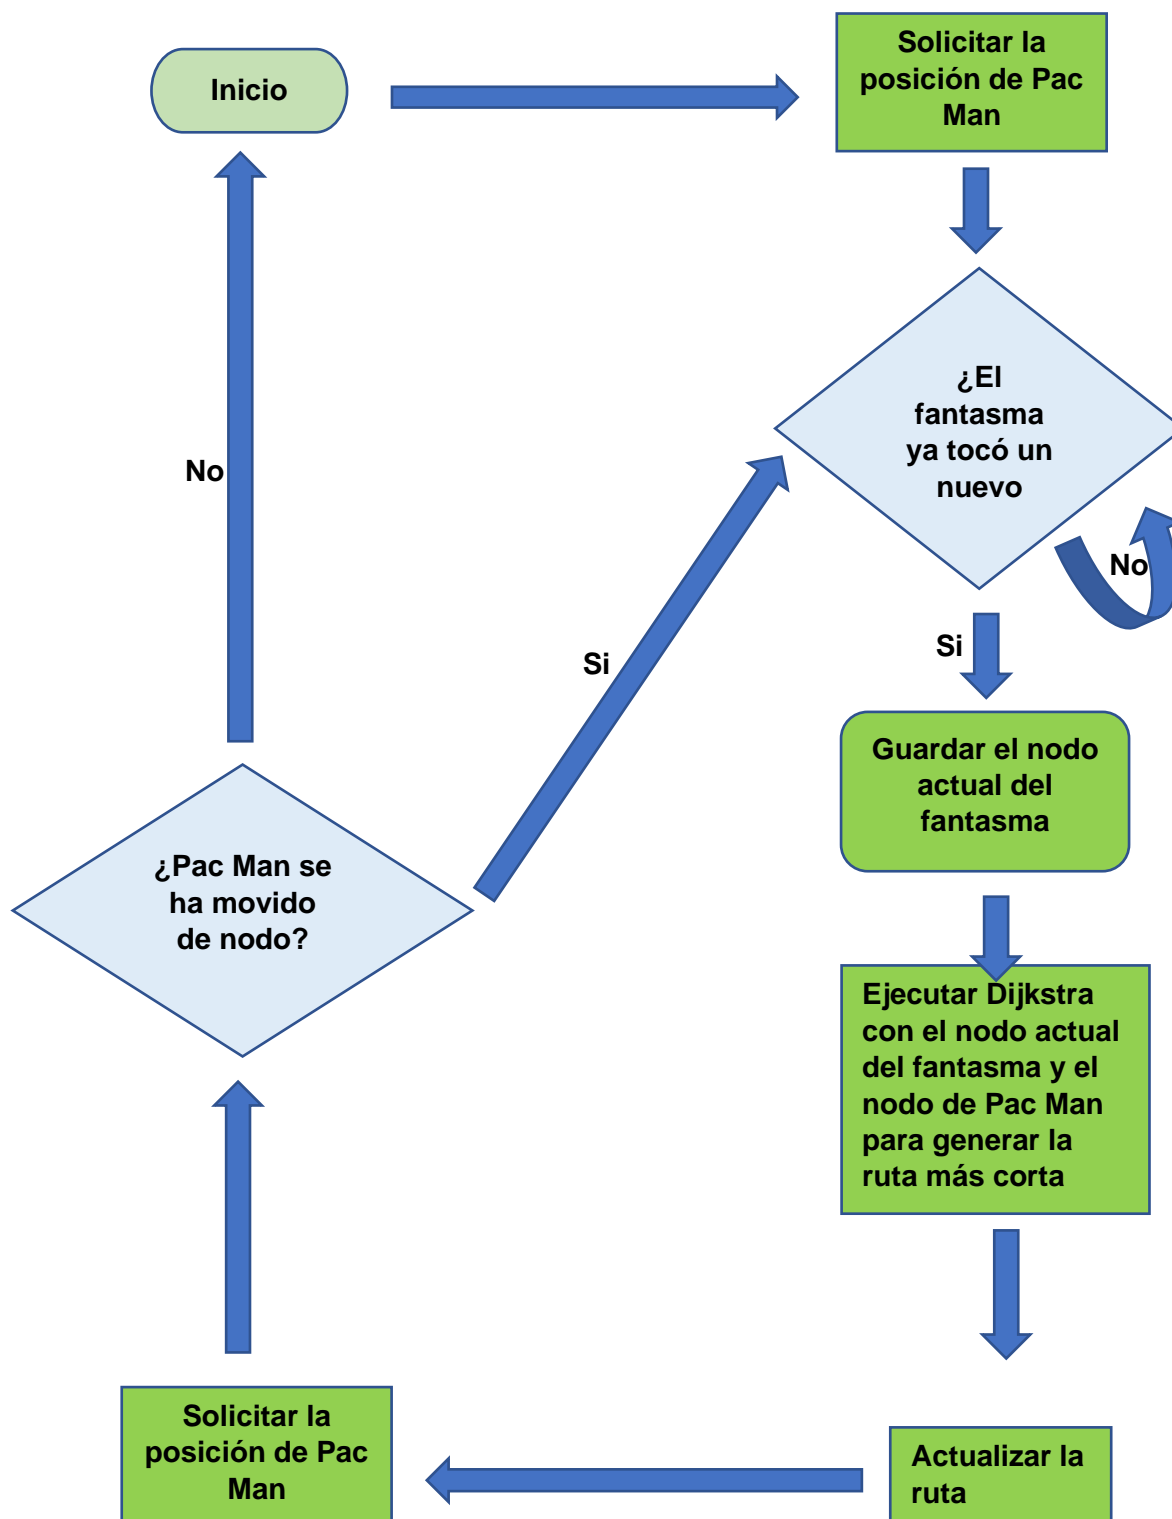 Inicio
Solicitar la
posición de Pac
Man
¿El
fantasma
ya tocó un
nuevo
No
Si
Guardar el nodo
actual del
fantasma
Ejecutar Dijkstra
con el nodo actual
del fantasma y el
nodo de Pac Man
para generar la
ruta más corta
Actualizar la
ruta
Solicitar la
posición de Pac
Man
¿Pac Man se
ha movido
de nodo?
No
Si